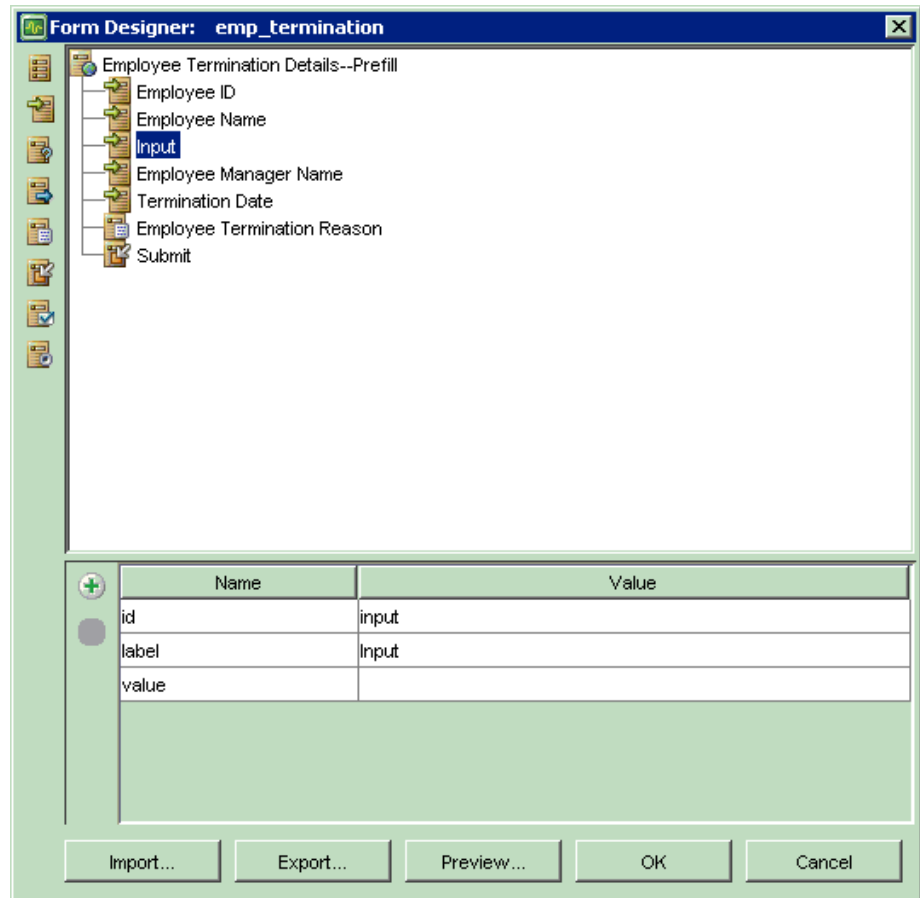 Form Designer: emp_termination
Employee Termination Details--Prefill
Employee ID
Employee Name
Input
Employee Manager Name
Termination Date
Employee Termination Reason
Submit
Name Value
id input
label Input
value
Import... Export... Preview... OK Cancel